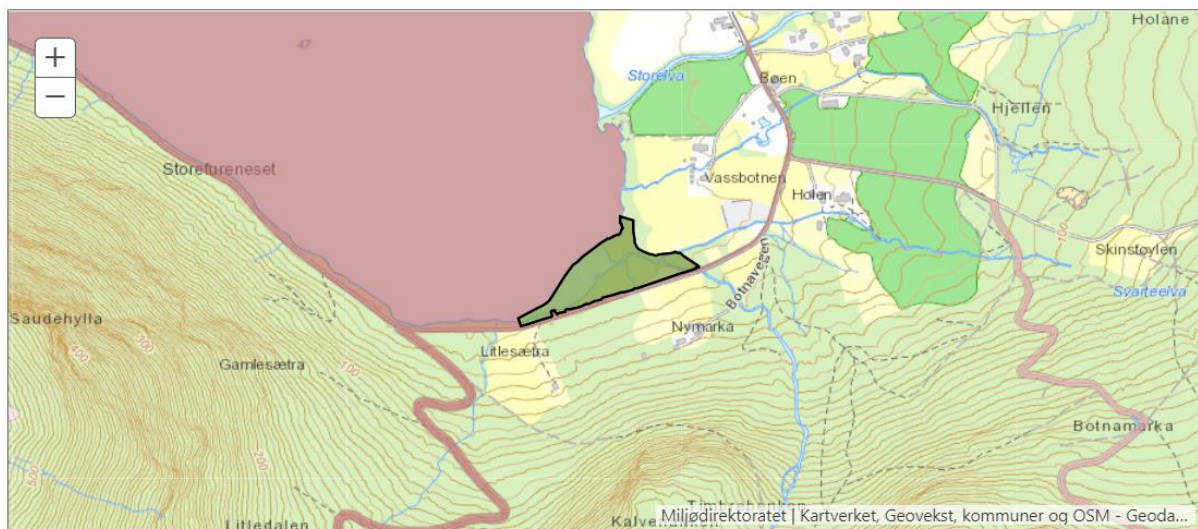 Holane
47
+
−
Storelva
Bøen
Hjellen
Storefureneset
Vassbotnen
Holen
100
Skinstøylen
Botnavegen
Svarteelva
Saudehylla
300
400
Nymarka
Litlesætra
Gamlesætra
100
Botnamarka
200
500
Litledalen
Miljødirektoratet | Kartverket, Geovekst, kommuner og OSM - Geoda...